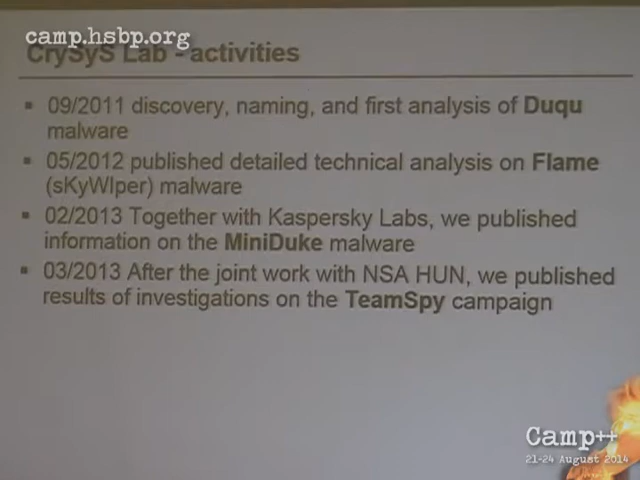 camp.hsbp.org
CrySyS Lab - activities
▪ 09/2011 discovery, naming, and first analysis of Duqu
malware
▪ 05/2012 published detailed technical analysis on Flame
(sKyWIper) malware
▪ 02/2013 Together with Kaspersky Labs, we published
information on the MiniDuke malware
▪ 03/2013 After the joint work with NSA HUN, we published
results of investigations on the TeamSpy campaign
Camp++
21-24 August 2014